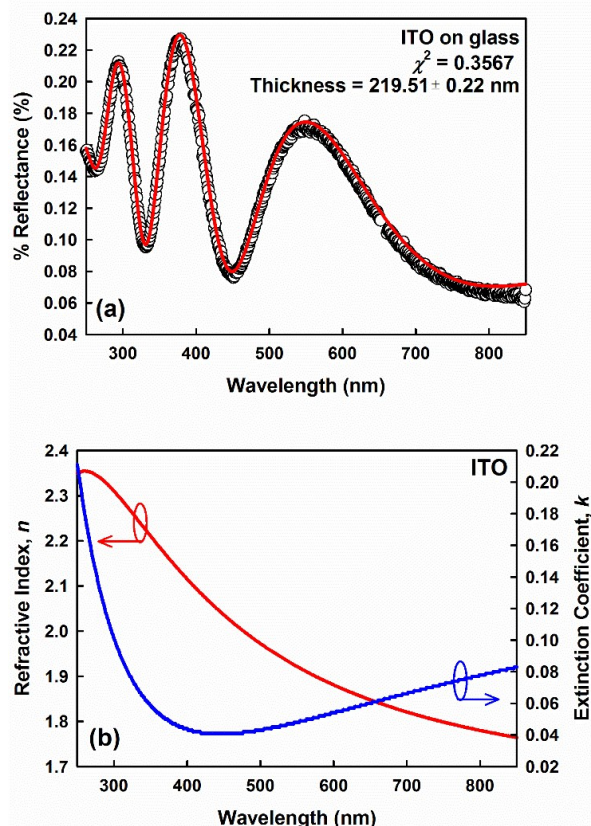 0.24
0.22
0.20
0.18
0.16
0.14
0.12
0.10
0.08
0.06
0.04
% Reflectance (%)
ITO on glass
χ² = 0.3567
Thickness = 219.51 ± 0.22 nm
(a)
300 400 500 600 700 800
Wavelength (nm)
2.4
2.3
2.2
2.1
2.0
1.9
1.8
1.7
Refractive Index, n
ITO
(b)
0.22
0.20
0.18
0.16
0.14
0.12
0.10
0.08
0.06
0.04
0.02
Extinction Coefficient, k
300 400 500 600 700 800
Wavelength (nm)